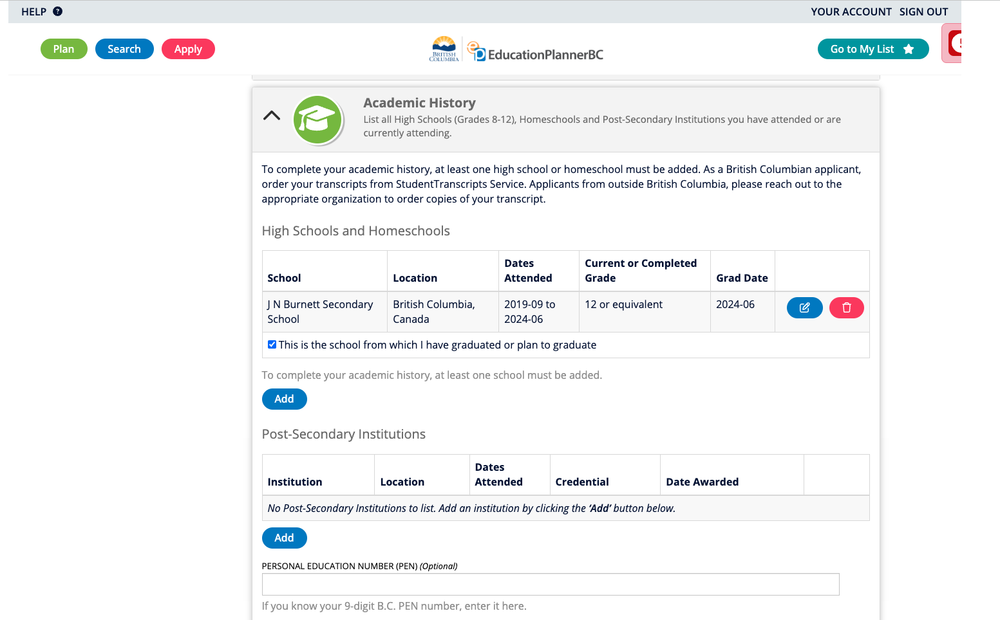 HELP ?
YOUR ACCOUNT SIGN OUT
Plan Search Apply
BRITISH
COLUMBIA
EducationPlannerBC
Go to My List
Academic History
List all High Schools (Grades 8-12), Homeschools and Post-Secondary Institutions you have attended or are
currently attending.
To complete your academic history, at least one high school or homeschool must be added. As a British Columbian applicant,
order your transcripts from StudentTranscripts Service. Applicants from outside British Columbia, please reach out to the
appropriate organization to order copies of your transcript.
High Schools and Homeschools
School Location Dates Attended Current or Completed Grade Grad Date
J N Burnett Secondary School British Columbia, Canada 2019-09 to 2024-06 12 or equivalent 2024-06
This is the school from which I have graduated or plan to graduate
To complete your academic history, at least one school must be added.
Add
Post-Secondary Institutions
Institution Location Dates Attended Credential Date Awarded
No Post-Secondary Institutions to list. Add an institution by clicking the ‘Add’ button below.
Add
PERSONAL EDUCATION NUMBER (PEN) (Optional)
If you know your 9-digit B.C. PEN number, enter it here.